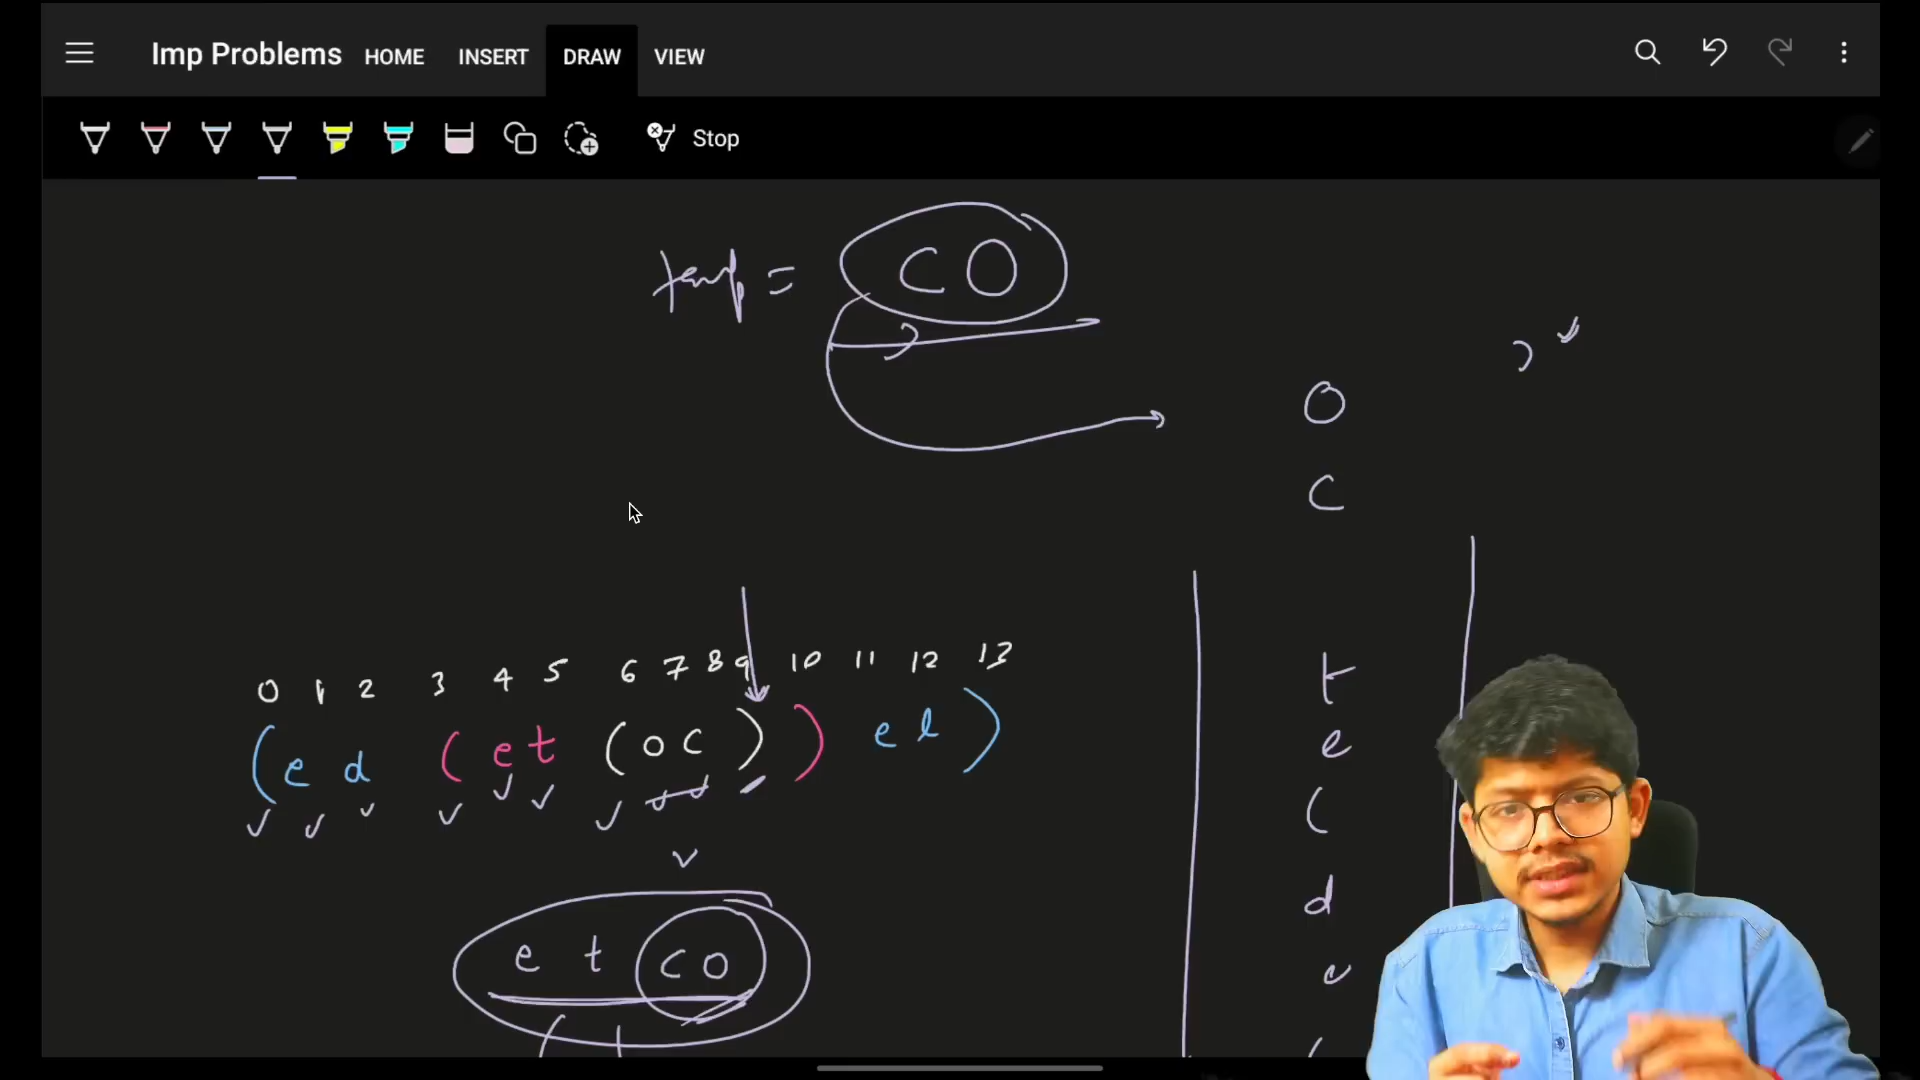 Imp Problems HOME INSERT DRAW VIEW
Stop
temp = CO
O
C
0 1 2 3 4 5 6 7 8 9 10 11 12 13
(e d (e t (o c ) ) e l )
t
e
(
d
e
(
e t co